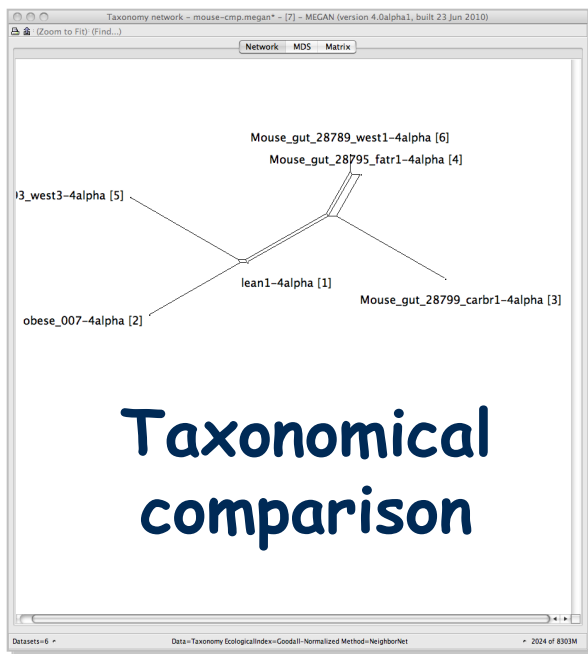 Taxonomy network - mouse-cmp.megan* - [7] - MEGAN (version 4.0alpha1, built 23 Jun 2010)
(Zoom to Fit) (Find...)
Network MDS Matrix
Mouse_gut_28789_west1-4alpha [6]
Mouse_gut_28795_fatr1-4alpha [4]
)3_west3-4alpha [5]
lean1-4alpha [1]
Mouse_gut_28799_carbr1-4alpha [3]
obese_007-4alpha [2]
Taxonomical
comparison
Datasets=6 Data=Taxonomy EcologicalIndex=Goodall-Normalized Method=NeighborNet 2024 of 8303M